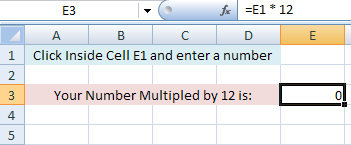 E3 fx =E1 * 12
A B C D E
1 Click Inside Cell E1 and enter a number
2
3 Your Number Multipled by 12 is: 0
4
5